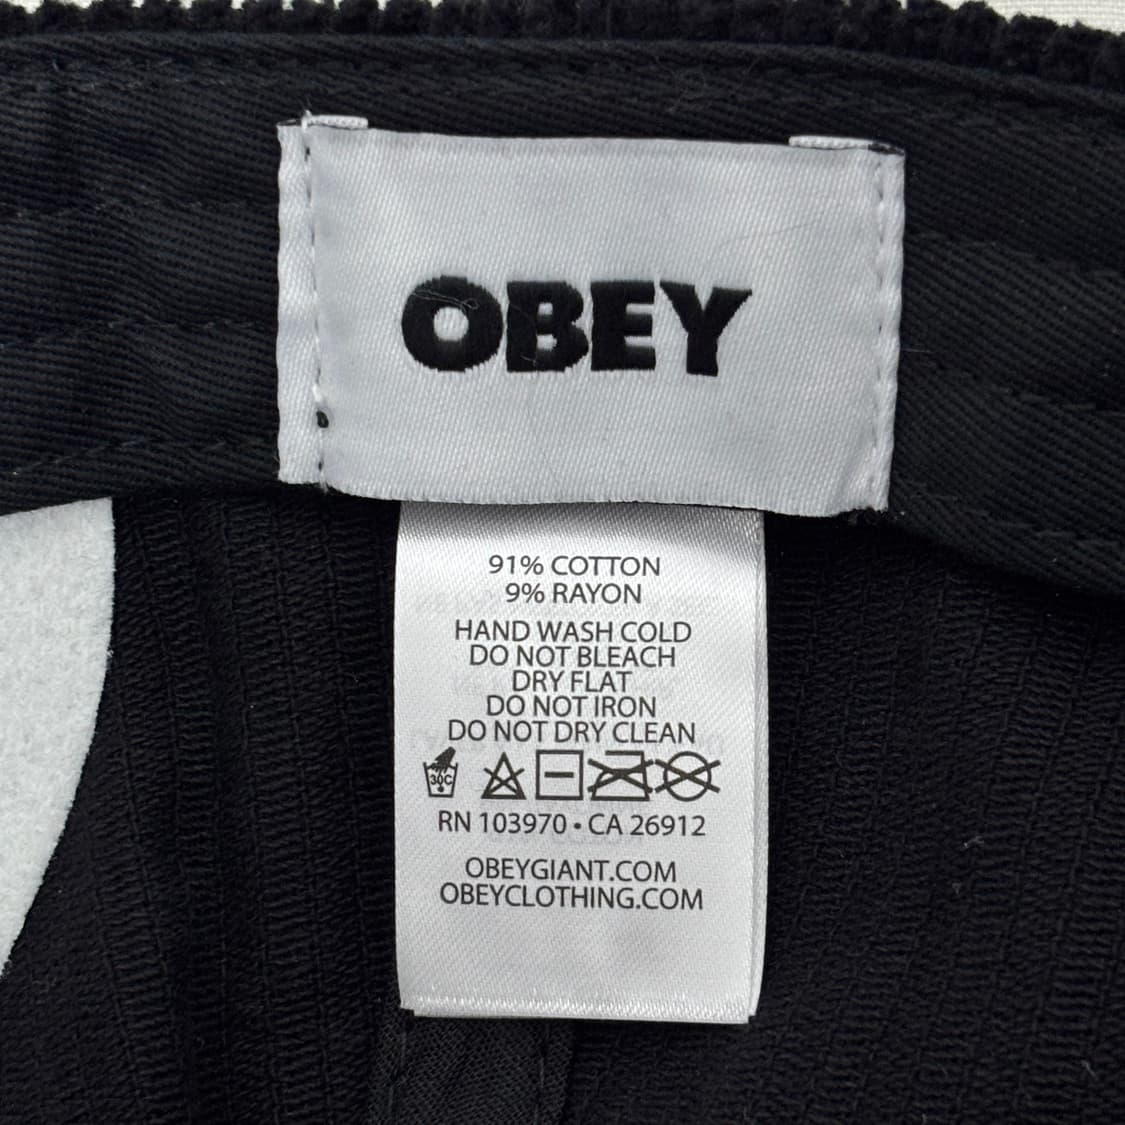 OBEY
91% COTTON
9% RAYON
HAND WASH COLD
DO NOT BLEACH
DRY FLAT
DO NOT IRON
DO NOT DRY CLEAN
30C
RN 103970 • CA 26912
OBEYGIANT.COM
OBEYCLOTHING.COM